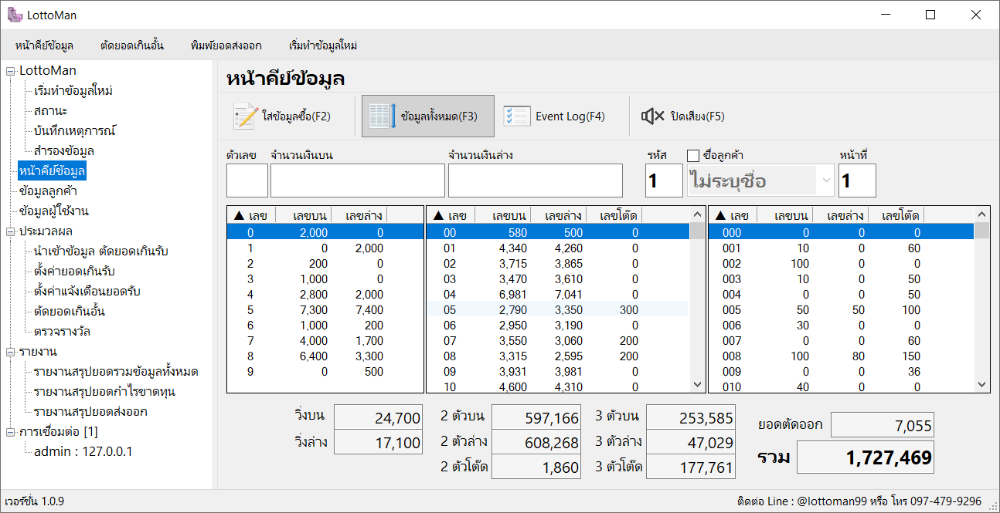 LottoMan
หน้าคีย์ข้อมูล ตัดยอดเกินอั้น พิมพ์ยอดส่งออก เริ่มทำข้อมูลใหม่
LottoMan
เริ่มทำข้อมูลใหม่
สถานะ
บันทึกเหตุการณ์
สำรองข้อมูล
หน้าคีย์ข้อมูล
ข้อมูลลูกค้า
ข้อมูลผู้ใช้งาน
ประมวลผล
นำเข้าข้อมูล ตัดยอดเกินรับ
ตั้งค่ายอดเกินรับ
ตั้งค่าแจ้งเตือนยอดรับ
ตัดยอดเกินอั้น
ตรวจรางวัล
รายงาน
รายงานสรุปยอดรวมข้อมูลทั้งหมด
รายงานสรุปยอดกำไรขาดทุน
รายงานสรุปยอดส่งออก
การเชื่อมต่อ [1]
admin : 127.0.0.1
หน้าคีย์ข้อมูล
ใส่ข้อมูลซื้อ(F2) ข้อมูลทั้งหมด(F3) Event Log(F4) ปิดเสียง(F5)
ตัวเลข จำนวนเงินบน จำนวนเงินล่าง รหัส ชื่อลูกค้า หน้าที่
1 ไม่ระบุชื่อ 1
▲ เลข เลขบน เลขล่าง
0 2,000 0
1 0 2,000
2 200 0
3 1,000 0
4 2,800 2,000
5 7,300 7,400
6 1,000 200
7 4,000 1,700
8 6,400 3,300
9 0 500
▲ เลข เลขบน เลขล่าง เลขโต๊ด
00 580 500 0
01 4,340 4,260 0
02 3,715 3,865 0
03 3,470 3,610 0
04 6,981 7,041 0
05 2,790 3,350 300
06 2,950 3,190 0
07 3,550 3,060 200
08 3,315 2,595 200
09 3,931 3,981 0
10 4,600 4,310 0
▲ เลข เลขบน เลขล่าง เลขโต๊ด
000 0 0 0
001 10 0 60
002 100 0 0
003 10 0 50
004 0 0 50
005 50 50 100
006 30 0 0
007 0 0 60
008 100 80 150
009 0 0 36
010 40 0 0
วิ่งบน 24,700 2 ตัวบน 597,166 3 ตัวบน 253,585
วิ่งล่าง 17,100 2 ตัวล่าง 608,268 3 ตัวล่าง 47,029
2 ตัวโต๊ด 1,860 3 ตัวโต๊ด 177,761
ยอดตัดออก 7,055
รวม 1,727,469
เวอร์ชั่น 1.0.9 ติดต่อ Line : @lottoman99 หรือ โทร 097-479-9296